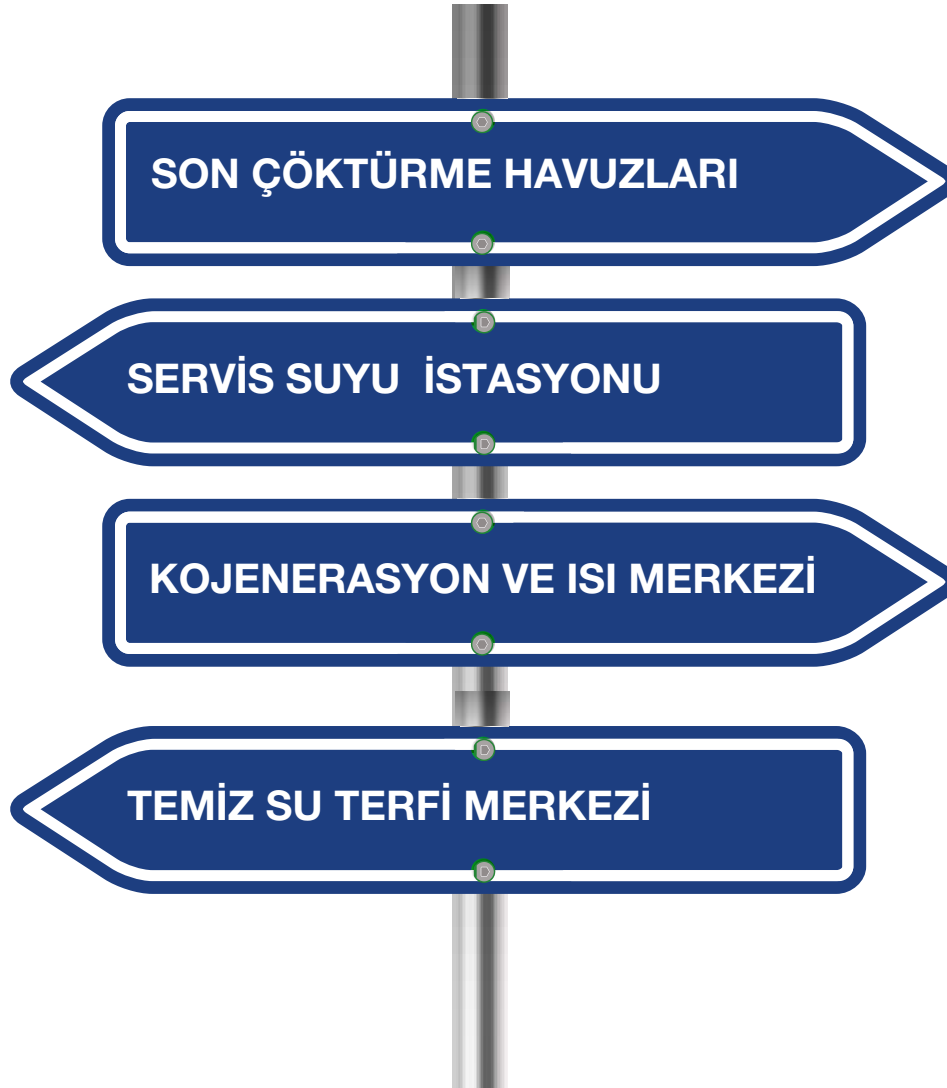 SON ÇÖKTÜRME HAVUZLARI
SERVİS SUYU  İSTASYONU
KOJENERASYON VE ISI MERKEZİ
TEMİZ SU TERFİ MERKEZİ